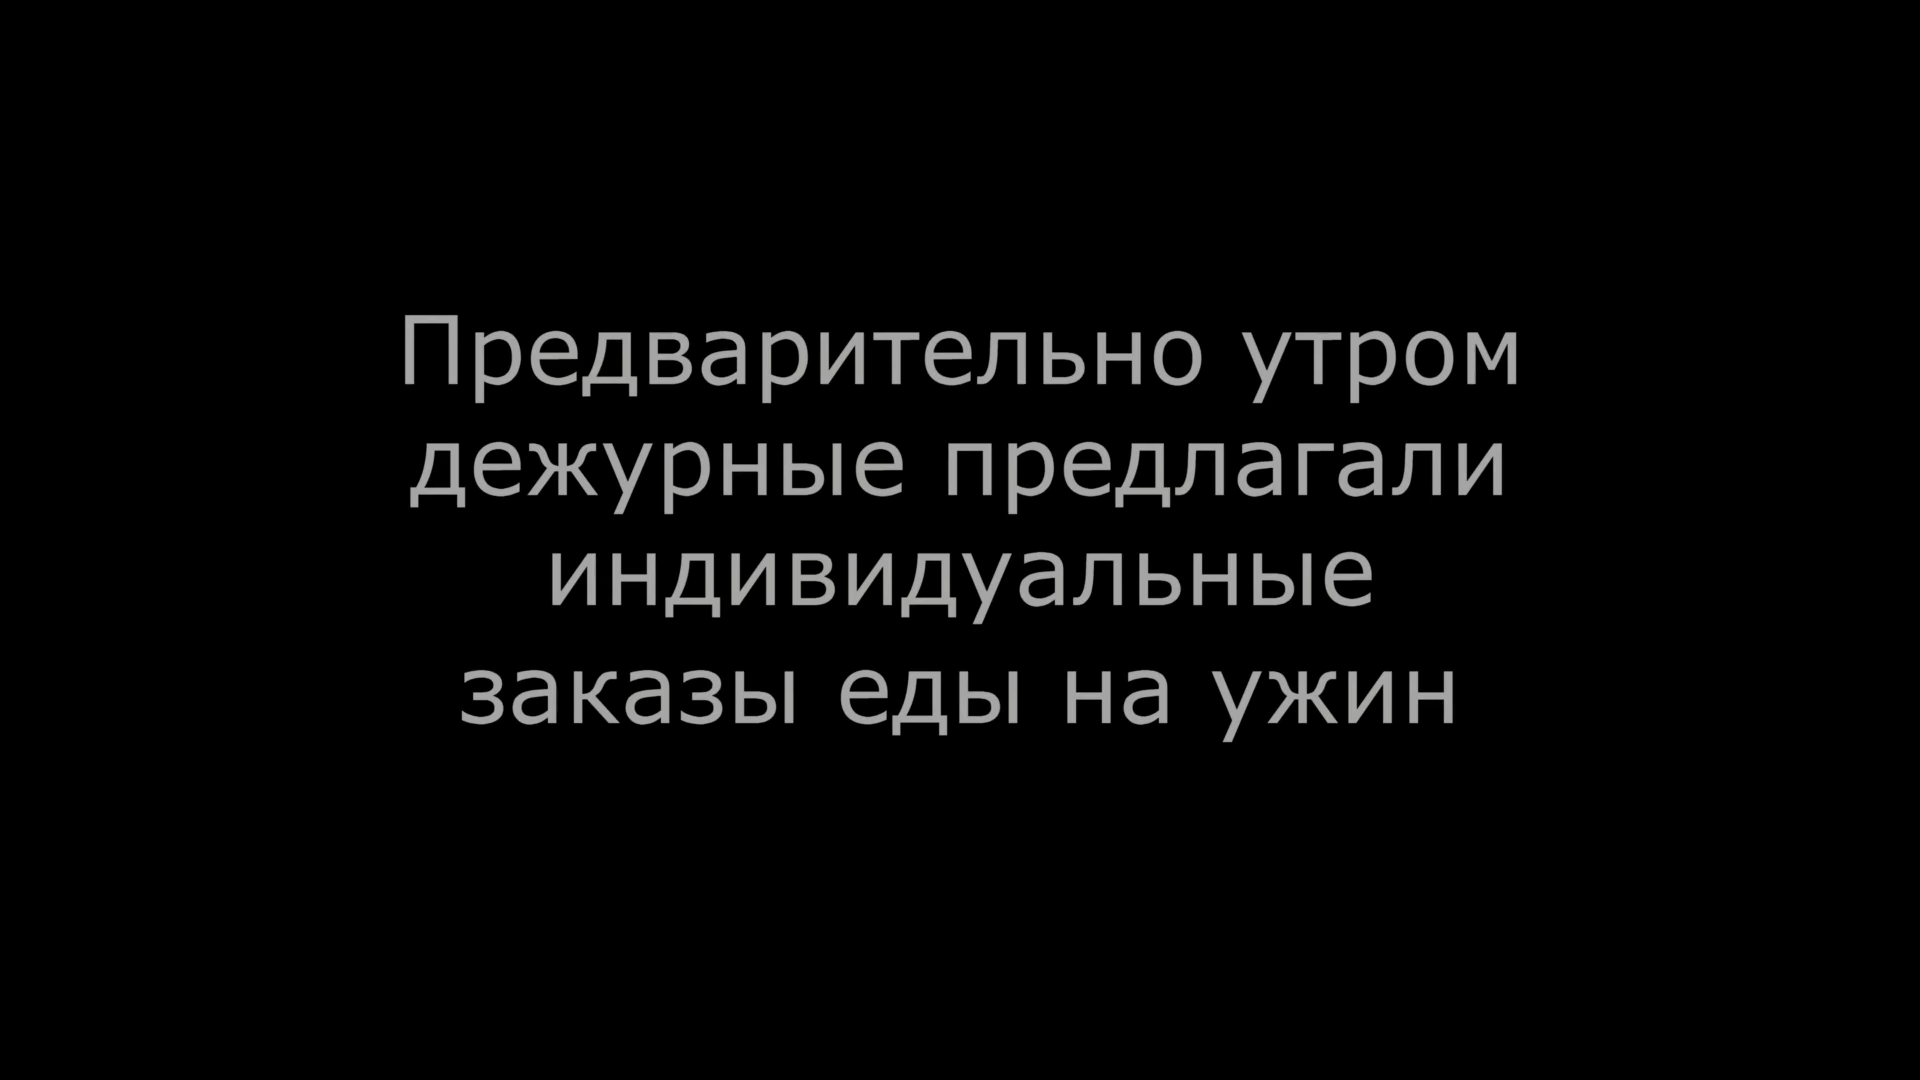 Предварительно утром
дежурные предлагали
индивидуальные
заказы еды на ужин